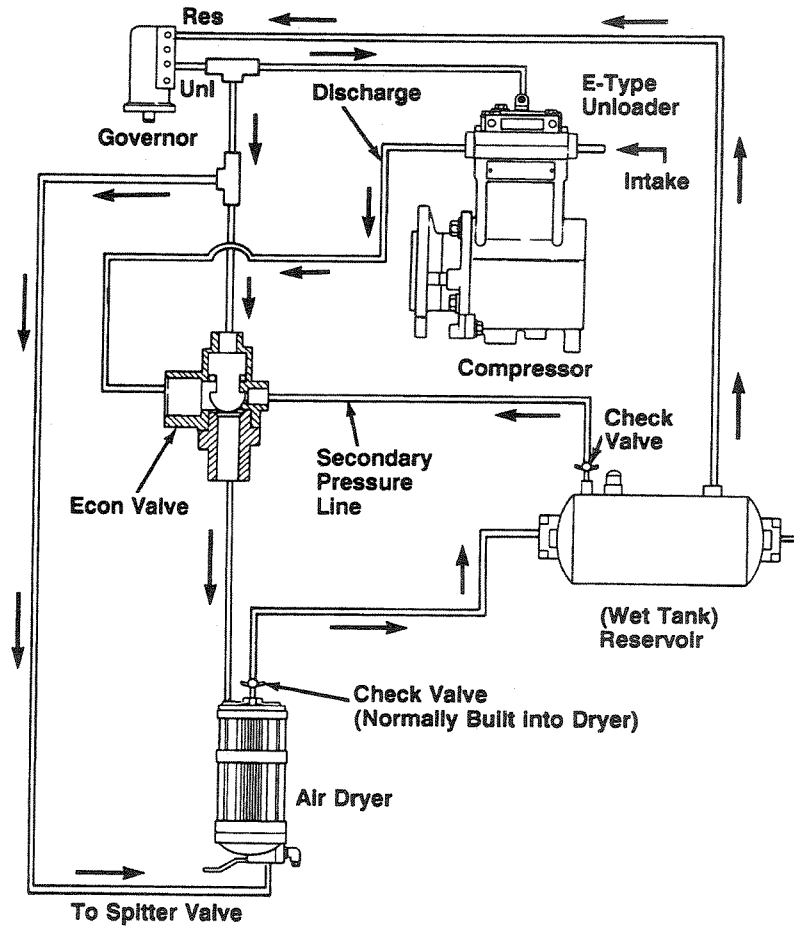 Res
Unl
Governor
Discharge
E-Type
Unloader
Intake
Compressor
Check
Valve
Secondary
Pressure
Line
Econ Valve
(Wet Tank)
Reservoir
Check Valve
(Normally Built into Dryer)
Air Dryer
To Spitter Valve